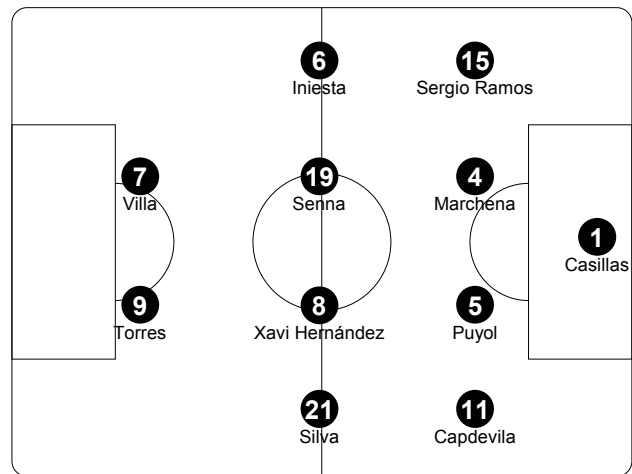 6
Iniesta
15
Sergio Ramos
7
Villa
19
Senna
4
Marchena
1
Casillas
9
Torres
8
Xavi Hernández
5
Puyol
21
Silva
11
Capdevila